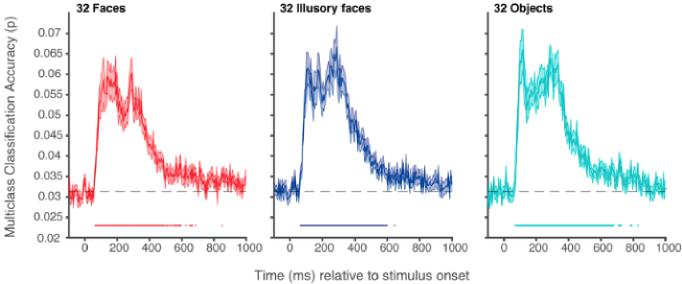 32 Faces
32 Illusory faces
32 Objects
Multiclass Classification Accuracy (p)
0.07
0.065
0.06
0.055
0.05
0.045
0.04
0.035
0.03
0.025
0.02
0 200 400 600 800 1000
0 200 400 600 800 1000
0 200 400 600 800 1000
Time (ms) relative to stimulus onset